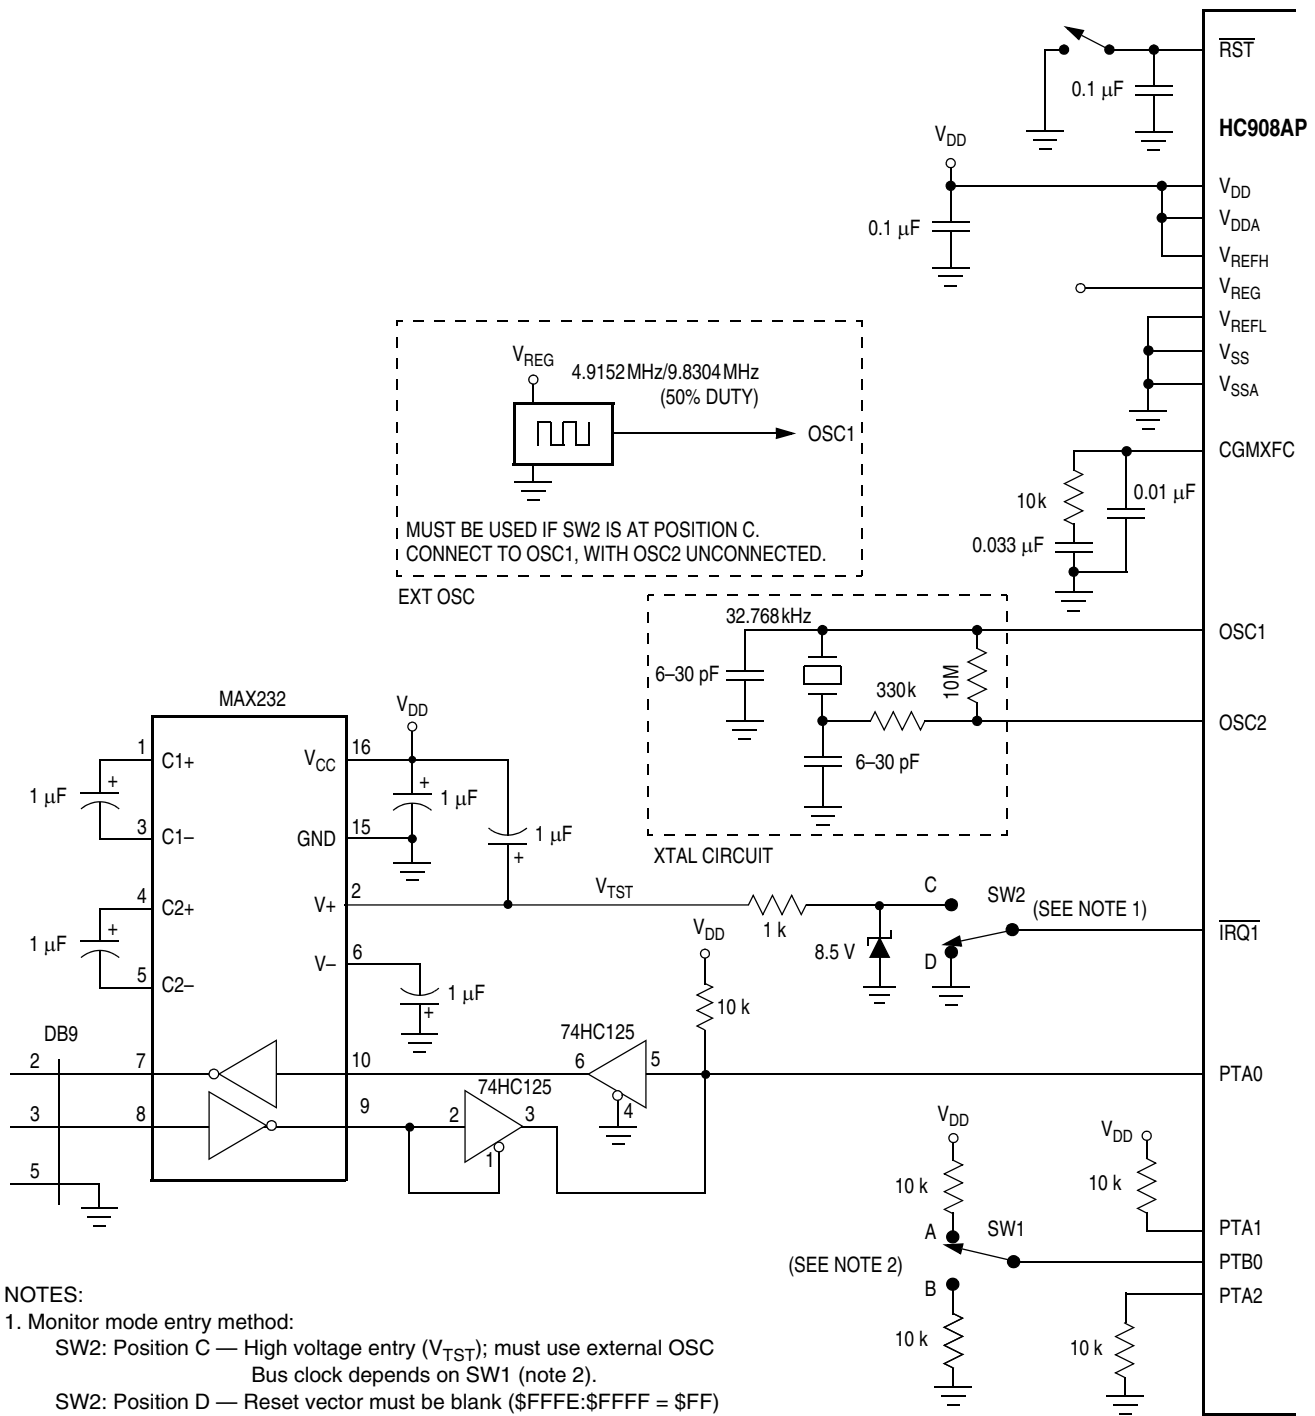 RST
0.1 µF
HC908AP
VDD
VDD
0.1 µF
VDDA
VREFH
VREG
VREFL
VSS
VSSA
VREG
4.9152MHz/9.8304MHz
(50% DUTY)
OSC1
MUST BE USED IF SW2 IS AT POSITION C.
CONNECT TO OSC1, WITH OSC2 UNCONNECTED.
EXT OSC
CGMXFC
10k
0.01 µF
0.033 µF
32.768kHz
OSC1
6–30 pF
10M
330k
OSC2
6–30 pF
XTAL CIRCUIT
MAX232
VDD
1
C1+
VCC
16
1 µF
+
+
1 µF
3
C1–
GND
15
1 µF
+
4
C2+
V+
2
VTST
1 k
C
SW2
(SEE NOTE 1)
IRQ1
1 µF
+
5
C2–
V–
6
1 µF
+
VDD
10 k
8.5 V
D
DB9
74HC125
2
7
10
6
5
4
PTA0
74HC125
3
8
9
2
3
1
5
VDD
VDD
10 k
10 k
A
SW1
PTA1
(SEE NOTE 2)
PTB0
B
PTA2
10 k
10 k
NOTES:
1. Monitor mode entry method:
SW2: Position C — High voltage entry (VTST); must use external OSC
Bus clock depends on SW1 (note 2).
SW2: Position D — Reset vector must be blank ($FFFE:$FFFF = $FF)